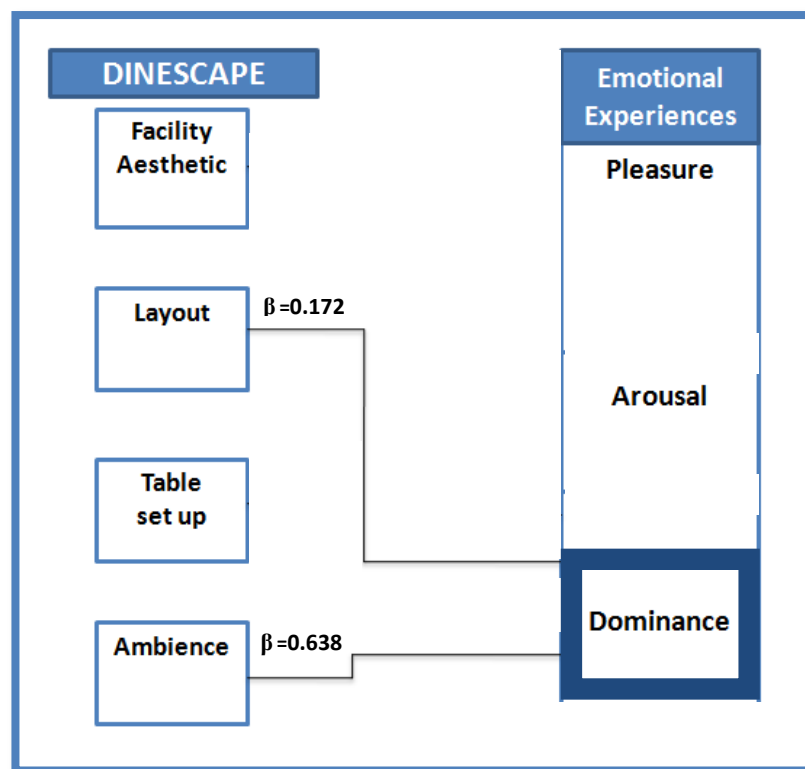 DINESCAPE
Facility
Aesthetic
Layout
β=0.172
Table
set up
Ambience
β=0.638
Emotional
Experiences
Pleasure
Arousal
Dominance